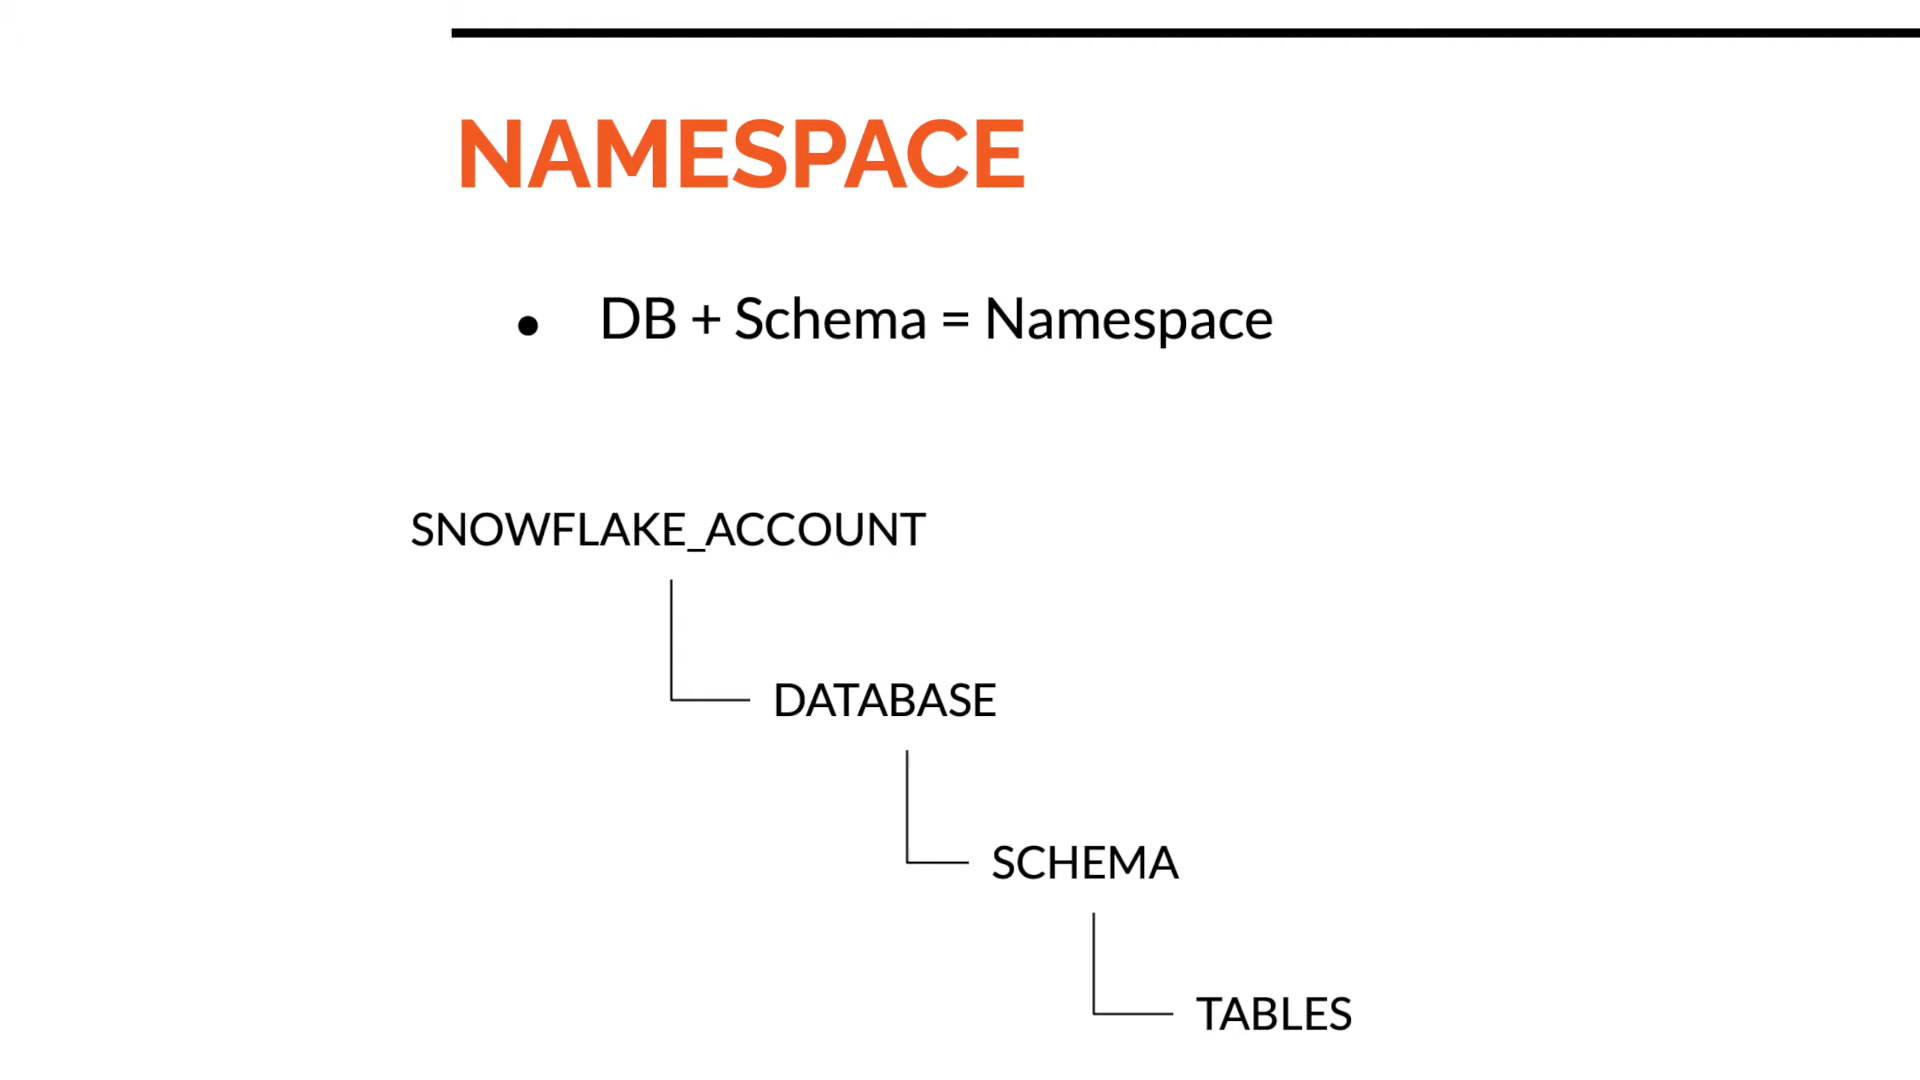 NAMESPACE
● DB + Schema = Namespace
SNOWFLAKE_ACCOUNT
DATABASE
SCHEMA
TABLES